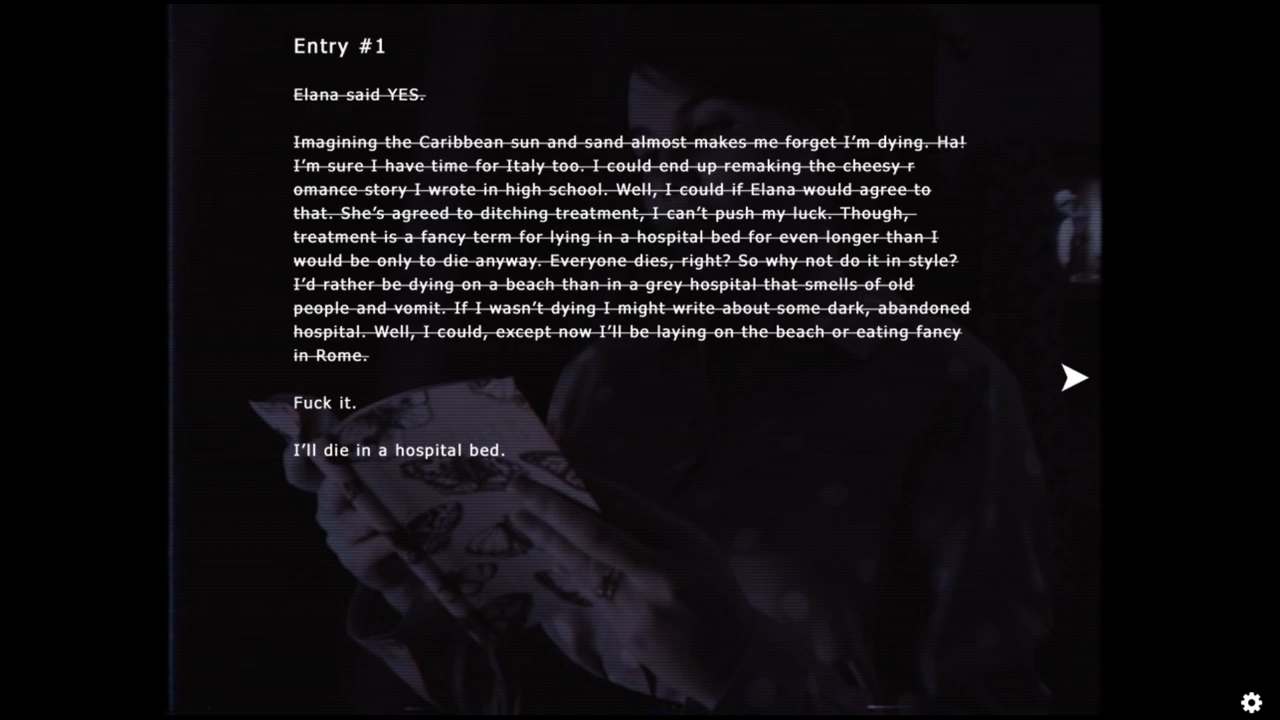 Entry #1
Elana said YES.
Imagining the Caribbean sun and sand almost makes me forget I’m dying. Ha!
I’m sure I have time for Italy too. I could end up remaking the cheesy r
omance story I wrote in high school. Well, I could if Elana would agree to
that. She’s agreed to ditching treatment, I can’t push my luck. Though,
treatment is a fancy term for lying in a hospital bed for even longer than I
would be only to die anyway. Everyone dies, right? So why not do it in style?
I’d rather be dying on a beach than in a grey hospital that smells of old
people and vomit. If I wasn’t dying I might write about some dark, abandoned
hospital. Well, I could, except now I’ll be laying on the beach or eating fancy
in Rome.
Fuck it.
I’ll die in a hospital bed.